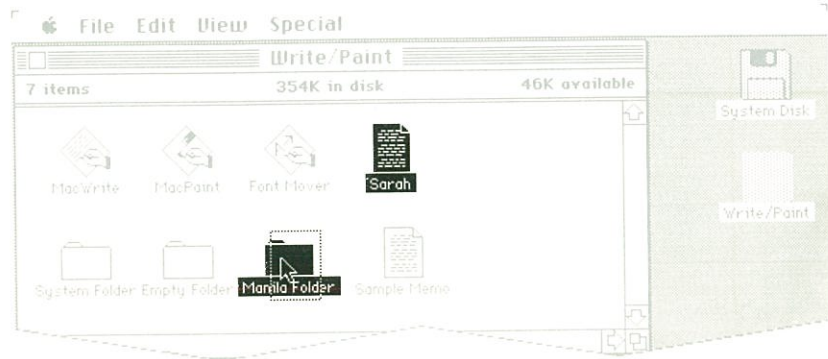 File Edit View Special
Write/Paint
7 items 354K in disk 46K available
System Disk
MacWrite MacPaint Font Mover Sarah
Write/Paint
System Folder Empty Folder Manila Folder Sample Memo